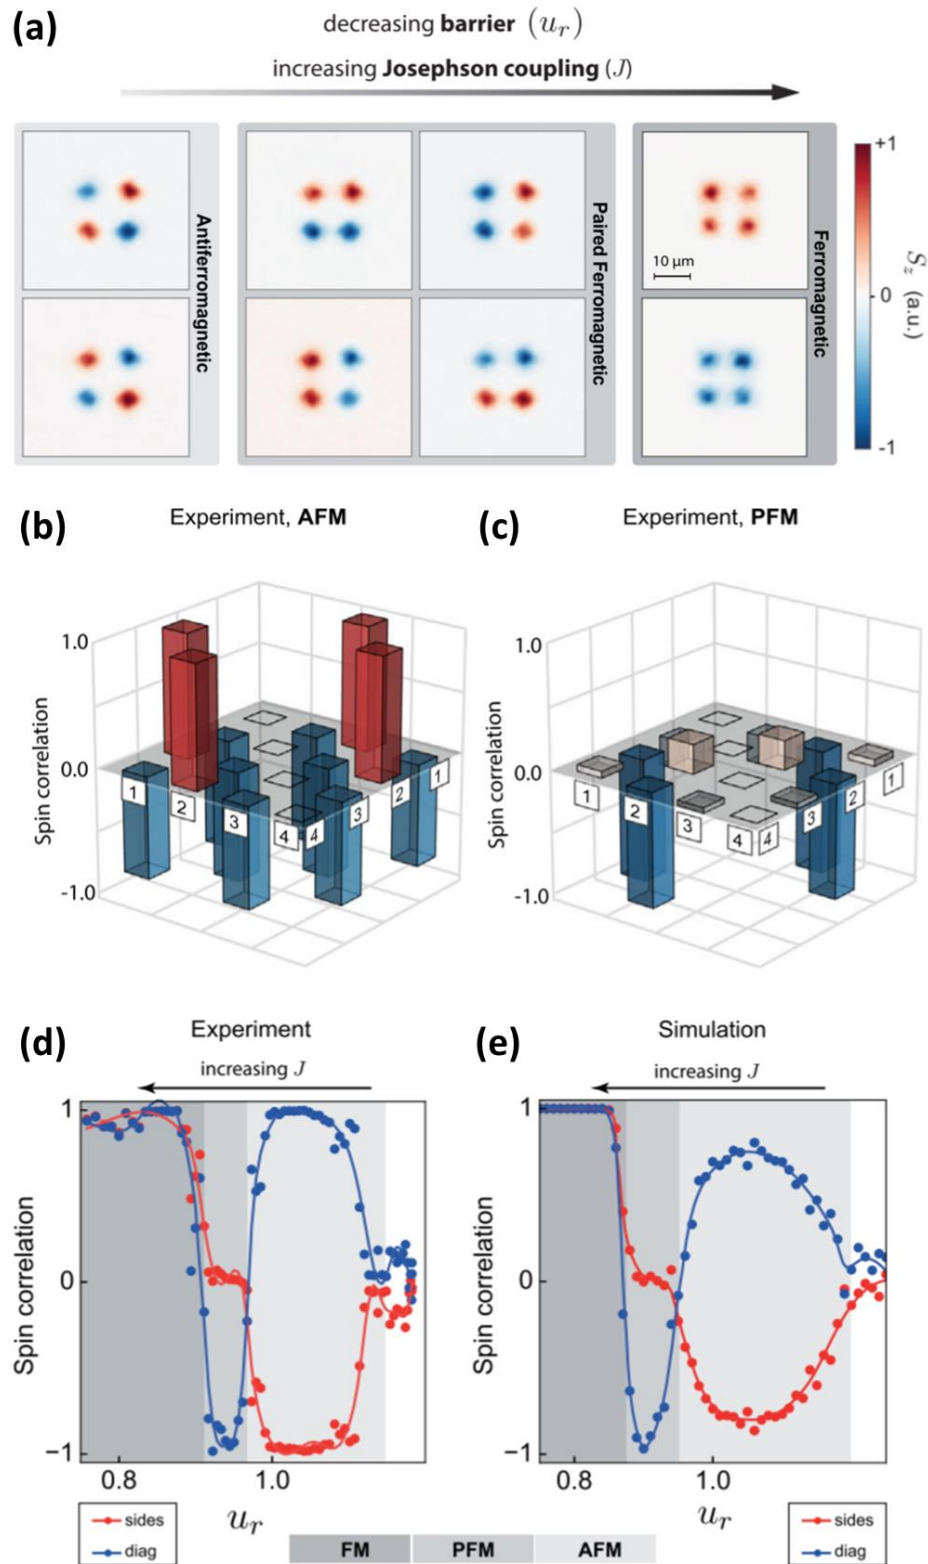 (a)
decreasing barrier (u_r)
increasing Josephson coupling (J)
Antiferromagnetic
Paired Ferromagnetic
Ferromagnetic
10 μm
+1
0
-1
S_z (a.u.)
(b)
Experiment, AFM
(c)
Experiment, PFM
1.0
0.0
-1.0
Spin correlation
1
2
3
4
4
3
2
1
1.0
0.0
-1.0
Spin correlation
1
2
3
4
4
3
2
1
(d)
Experiment
increasing J
(e)
Simulation
increasing J
1
0
−1
Spin correlation
0.8
1.0
u_r
1
0
−1
Spin correlation
0.8
1.0
u_r
sides
diag
FM
PFM
AFM
sides
diag